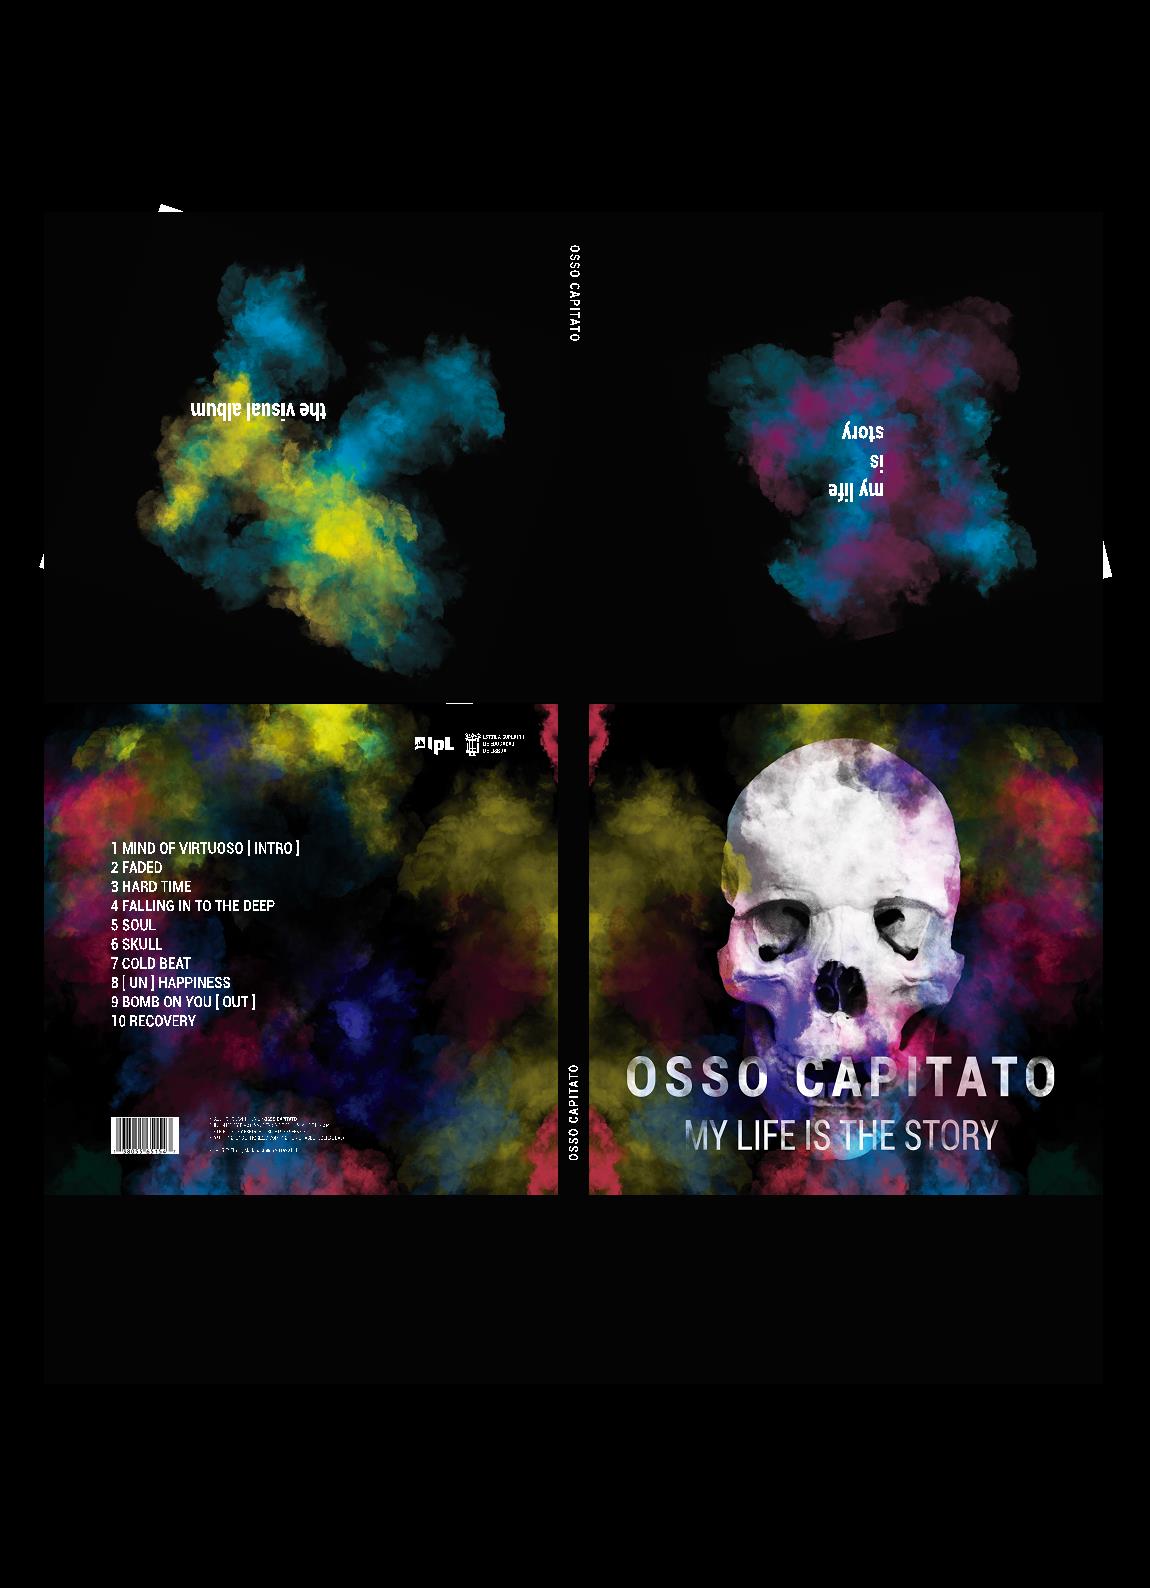 OSSO CAPITATO
the visual album
my life
is
story
IPL
1 MIND OF VIRTUOSO [ INTRO ]
2 FADED
3 HARD TIME
4 FALLING IN TO THE DEEP
5 SOUL
6 SKULL
7 COLD BEAT
8 [ UN ] HAPPINESS
9 BOMB ON YOU [ OUT ]
10 RECOVERY
OSSO CAPITATO
OSSO CAPITATO
MY LIFE IS THE STORY